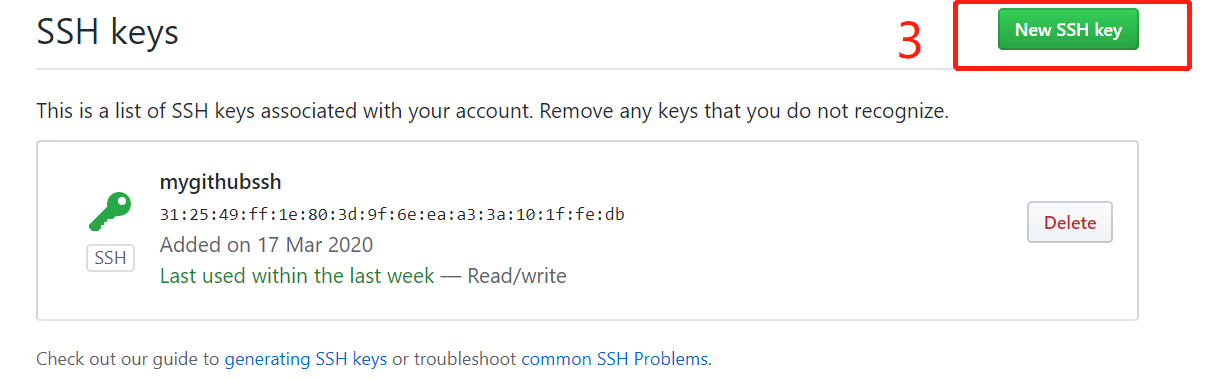 SSH keys
3
New SSH key
This is a list of SSH keys associated with your account. Remove any keys that you do not recognize.
mygithubssh
31:25:49:ff:1e:80:3d:9f:6e:ea:a3:3a:10:1f:fe:db
Added on 17 Mar 2020
Last used within the last week — Read/write
SSH
Delete
Check out our guide to generating SSH keys or troubleshoot common SSH Problems.